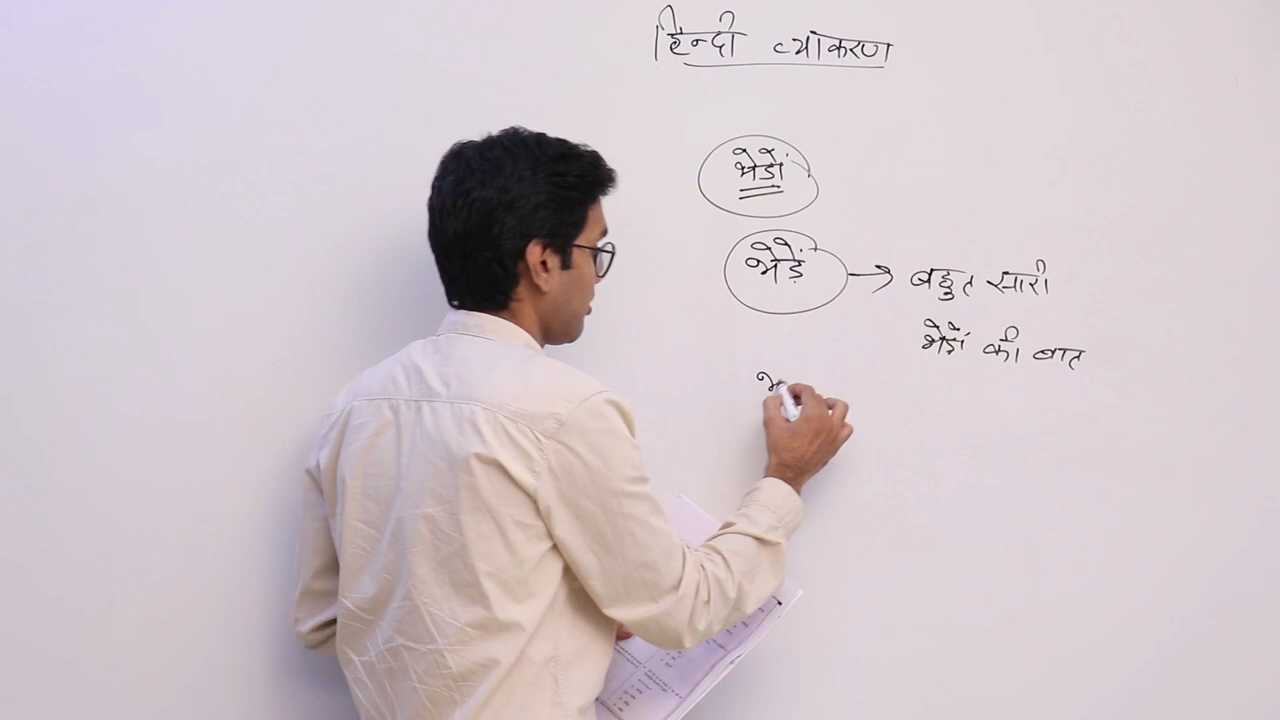 हिन्दी व्याकरण
भेडों
भेड़ें
बहुत सारी
भेड़ों की बात